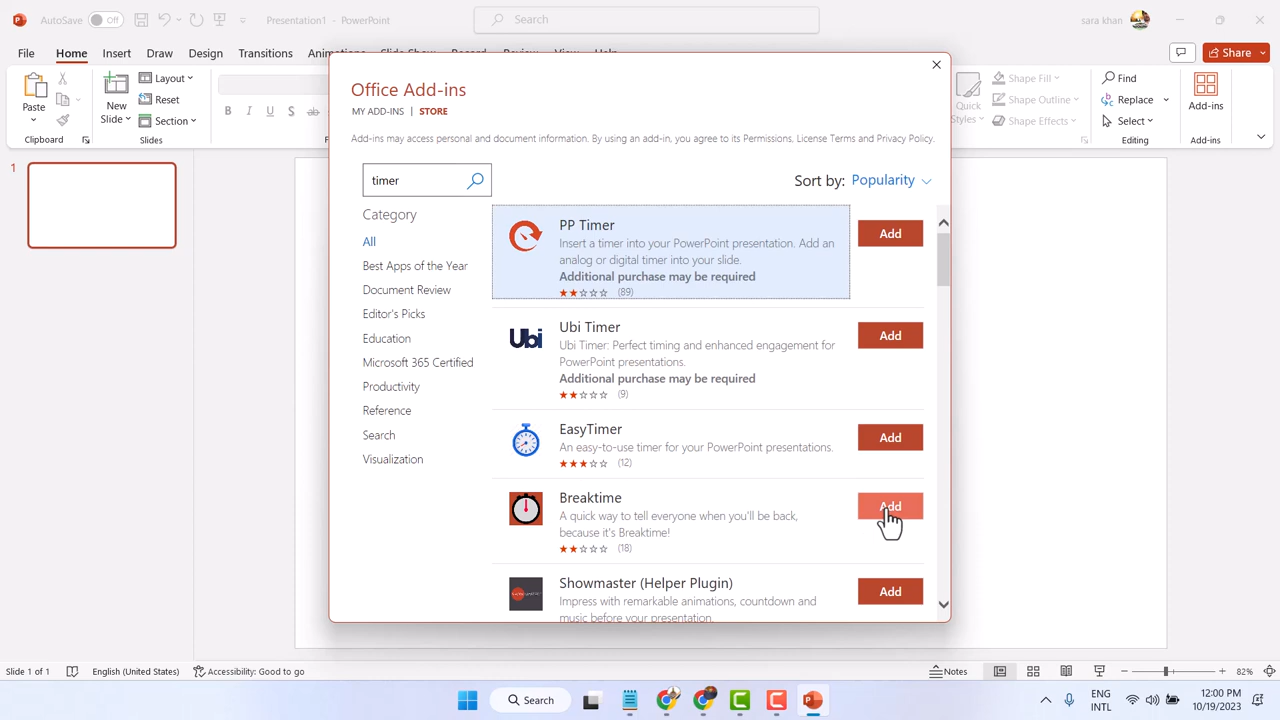 AutoSave Off Presentation1 - PowerPoint Search sara khan
File Home Insert Draw Design Transitions Slide Show Record Review View Help Share
Paste
Clipboard
New
Slide
Layout
Reset
Section
Slides
B I U S ab
Quick
Styles
Shape Fill
Shape Outline
Shape Effects
Find
Replace
Select
Editing
Add-ins
Add-ins
1
Office Add-ins
MY ADD-INS | STORE
Add-ins may access personal and document information. By using an add-in, you agree to its Permissions, License Terms and Privacy Policy.
timer
Sort by: Popularity
Category
All
Best Apps of the Year
Document Review
Editor's Picks
Education
Microsoft 365 Certified
Productivity
Reference
Search
Visualization
PP Timer
Insert a timer into your PowerPoint presentation. Add an
analog or digital timer into your slide.
Additional purchase may be required
(89)
Add
Ubi
Ubi Timer
Ubi Timer: Perfect timing and enhanced engagement for
PowerPoint presentations.
Additional purchase may be required
(9)
Add
EasyTimer
An easy-to-use timer for your PowerPoint presentations.
(12)
Add
Breaktime
A quick way to tell everyone when you'll be back,
because it's Breaktime!
(18)
Add
Showmaster (Helper Plugin)
Impress with remarkable animations, countdown and
music before your presentation.
Add
Slide 1 of 1 English (United States) Accessibility: Good to go Notes 82%
Search
ENG
INTL
12:00 PM
10/19/2023